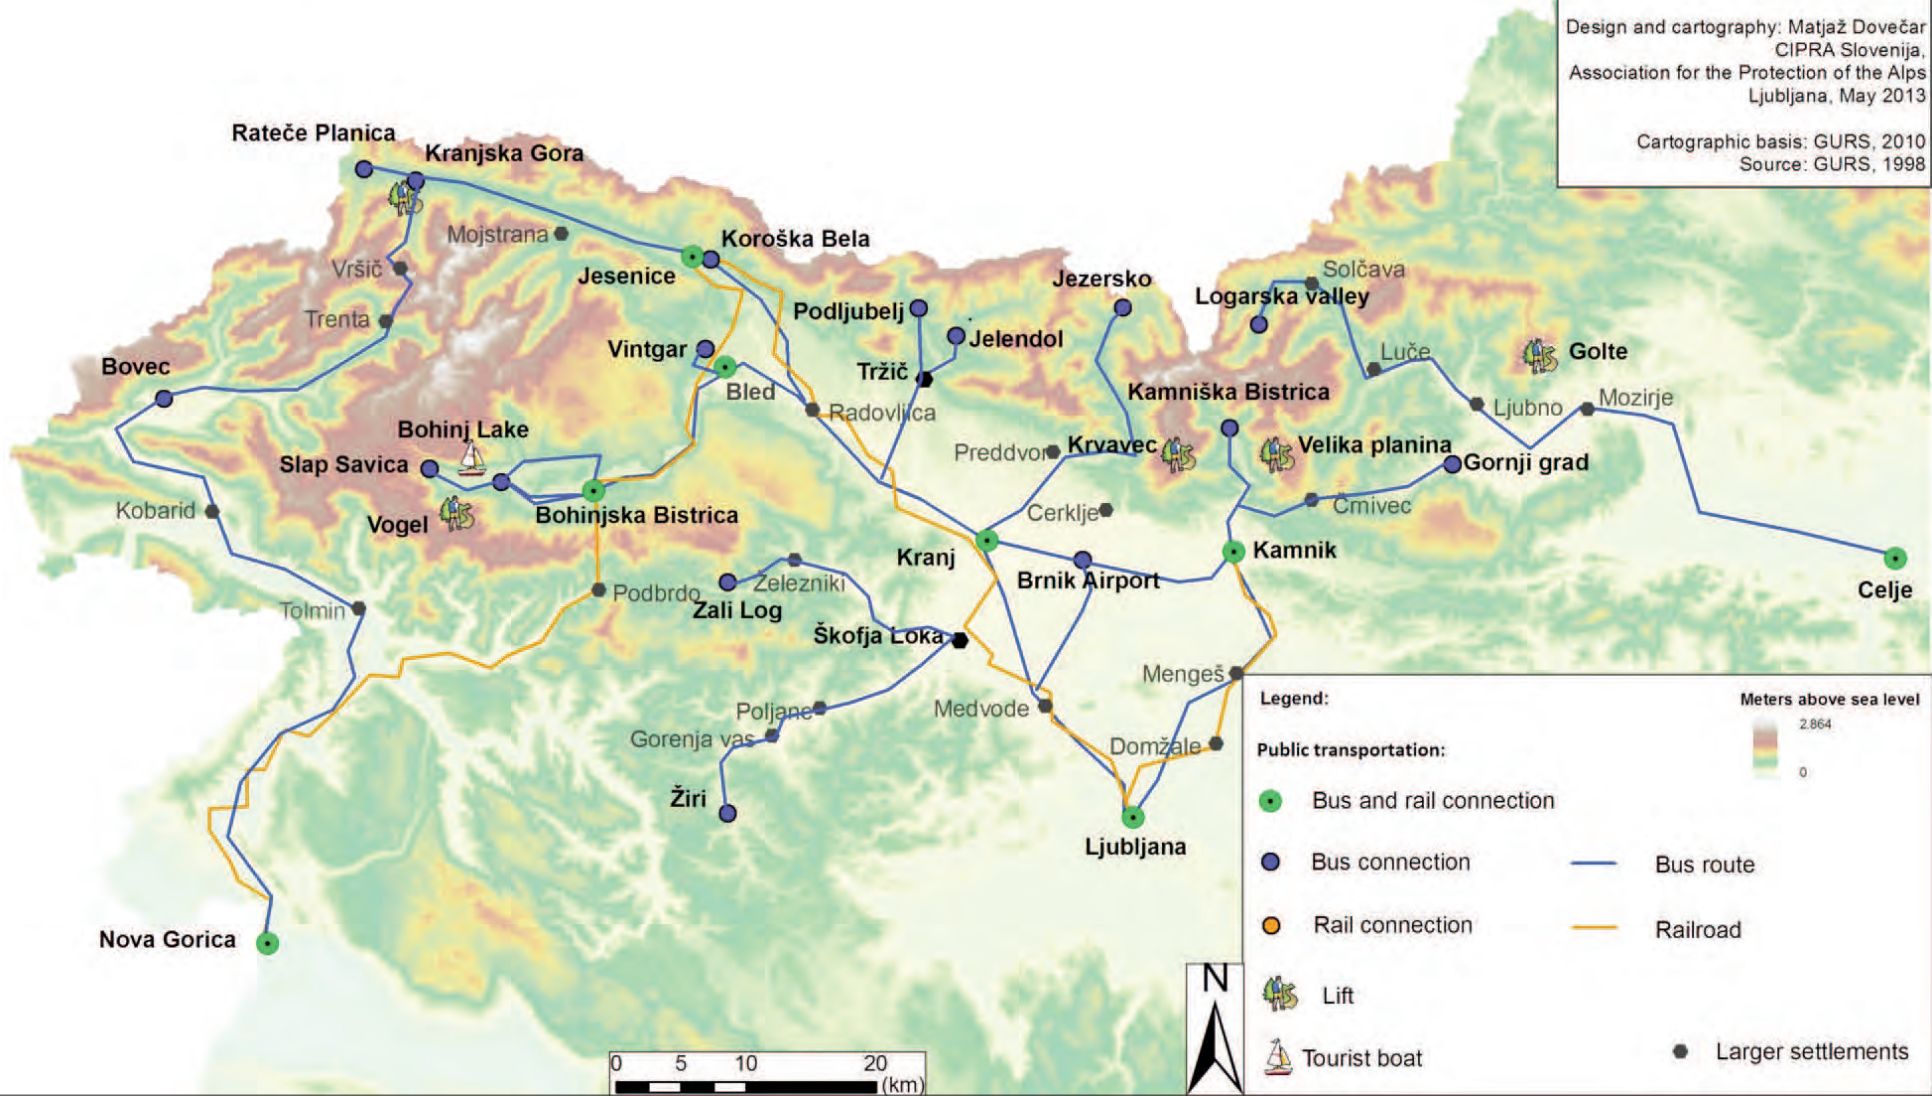 Design and cartography: Matjaž Dovečar
CIPRA Slovenija,
Association for the Protection of the Alps
Ljubljana, May 2013
Cartographic basis: GURS, 2010
Source: GURS, 1998
Rateče Planica
Kranjska Gora
Mojstrana
Koroška Bela
Jesenice
Vršič
Trenta
Bovec
Vintgar
Bled
Podljubelj
Jelendol
Tržič
Radovljica
Jezersko
Solčava
Logarska valley
Luče
Golte
Ljubno
Mozirje
Kamniška Bistrica
Velika planina
Gornji grad
Preddvor
Krvavec
Črnivec
Cerklje
Bohinj Lake
Slap Savica
Vogel
Bohinjska Bistrica
Kobarid
Kranj
Brnik Airport
Kamnik
Celje
Podbrdo
Železniki
Zali Log
Tolmin
Škofja Loka
Mengeš
Poljane
Medvode
Gorenja vas
Domžale
Žiri
Ljubljana
Nova Gorica
Legend:
Meters above sea level
2.864
0
Public transportation:
Bus and rail connection
Bus connection
Bus route
Rail connection
Railroad
Lift
Tourist boat
Larger settlements
N
0 5 10 20
(km)